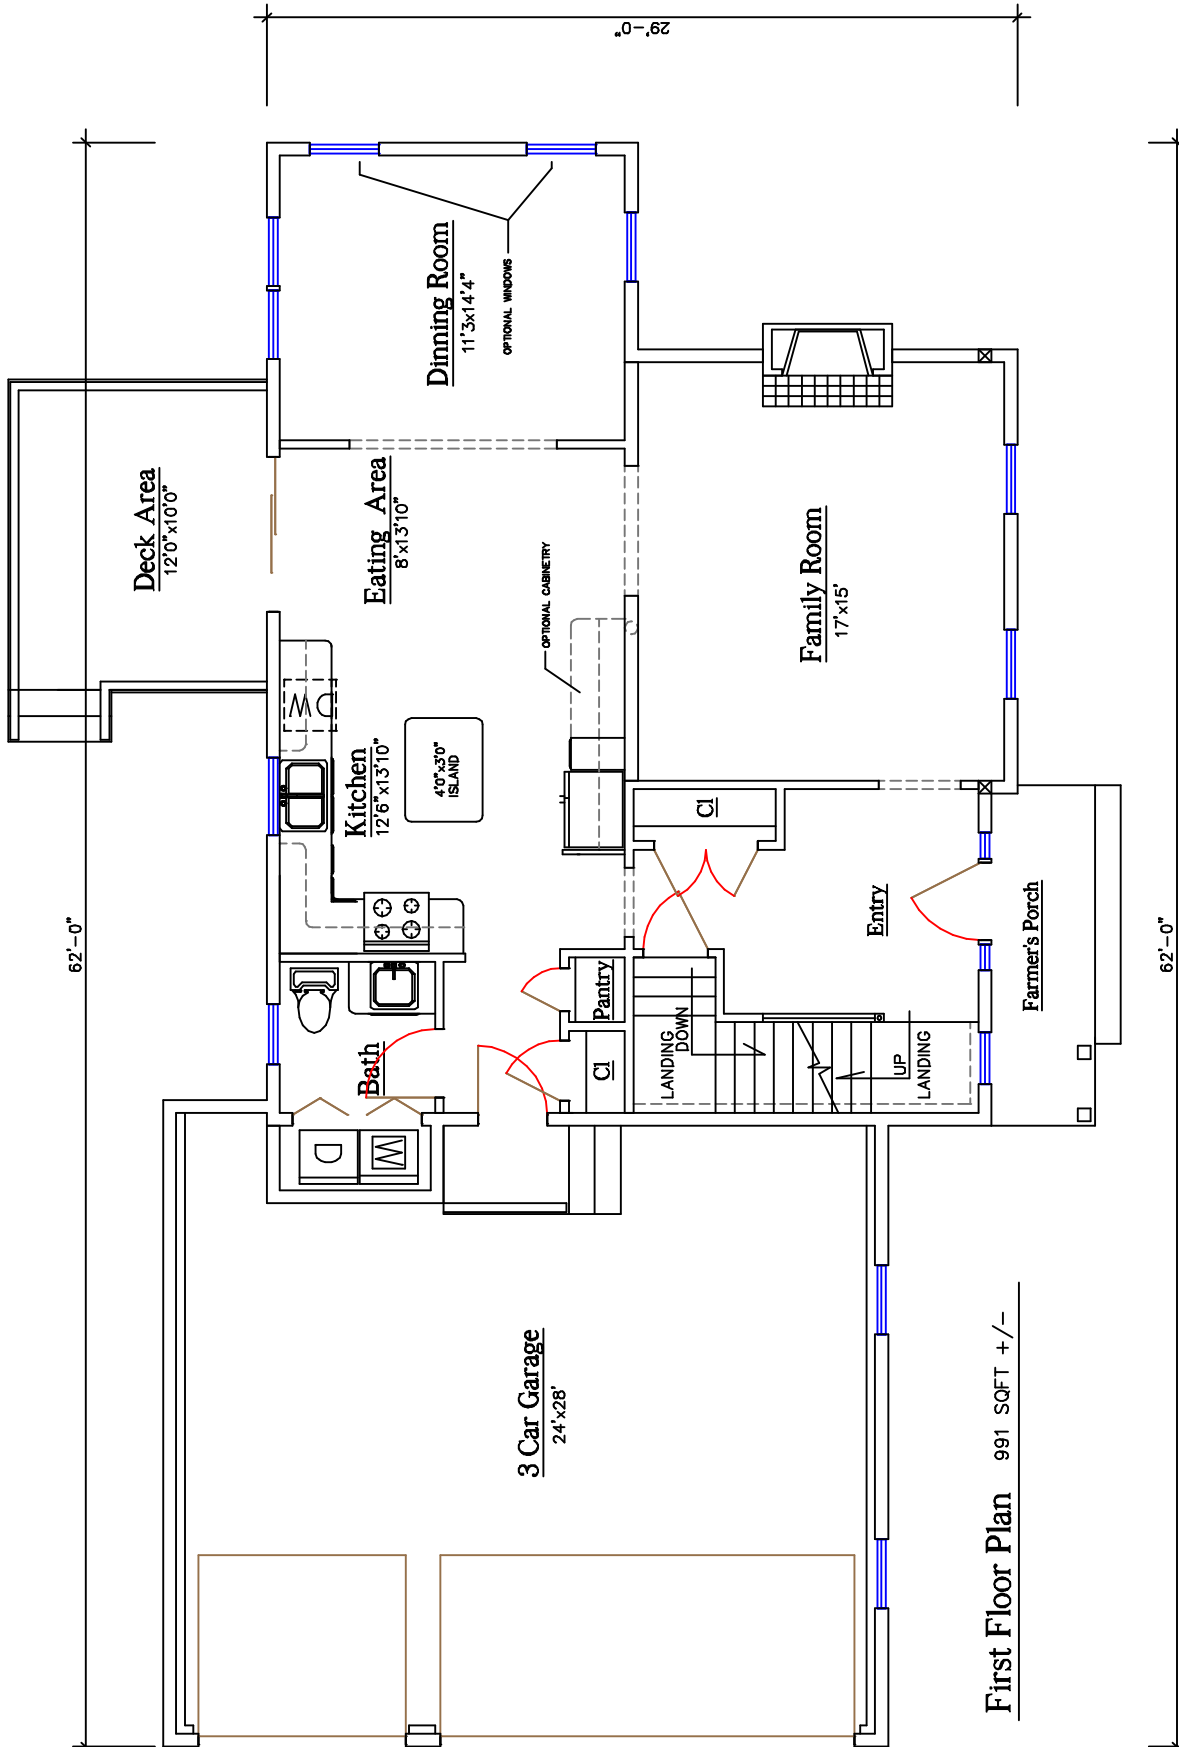 62'-0"
Deck Area
12'0"x10'0"
29'-0"
Kitchen
12'6"x13'10"
Eating Area
8'x13'10"
Dinning Room
11'3x14'4"
OPTIONAL WINDOWS
4'0"x3'0"
ISLAND
W
D
OPTIONAL CABINETRY
Bath
D
W
Pantry
Cl
Cl
3 Car Garage
24'x28'
LANDING
DOWN
UP
LANDING
Entry
Family Room
17'x15'
Farmer's Porch
First Floor Plan 991 SQFT +/-
62'-0"